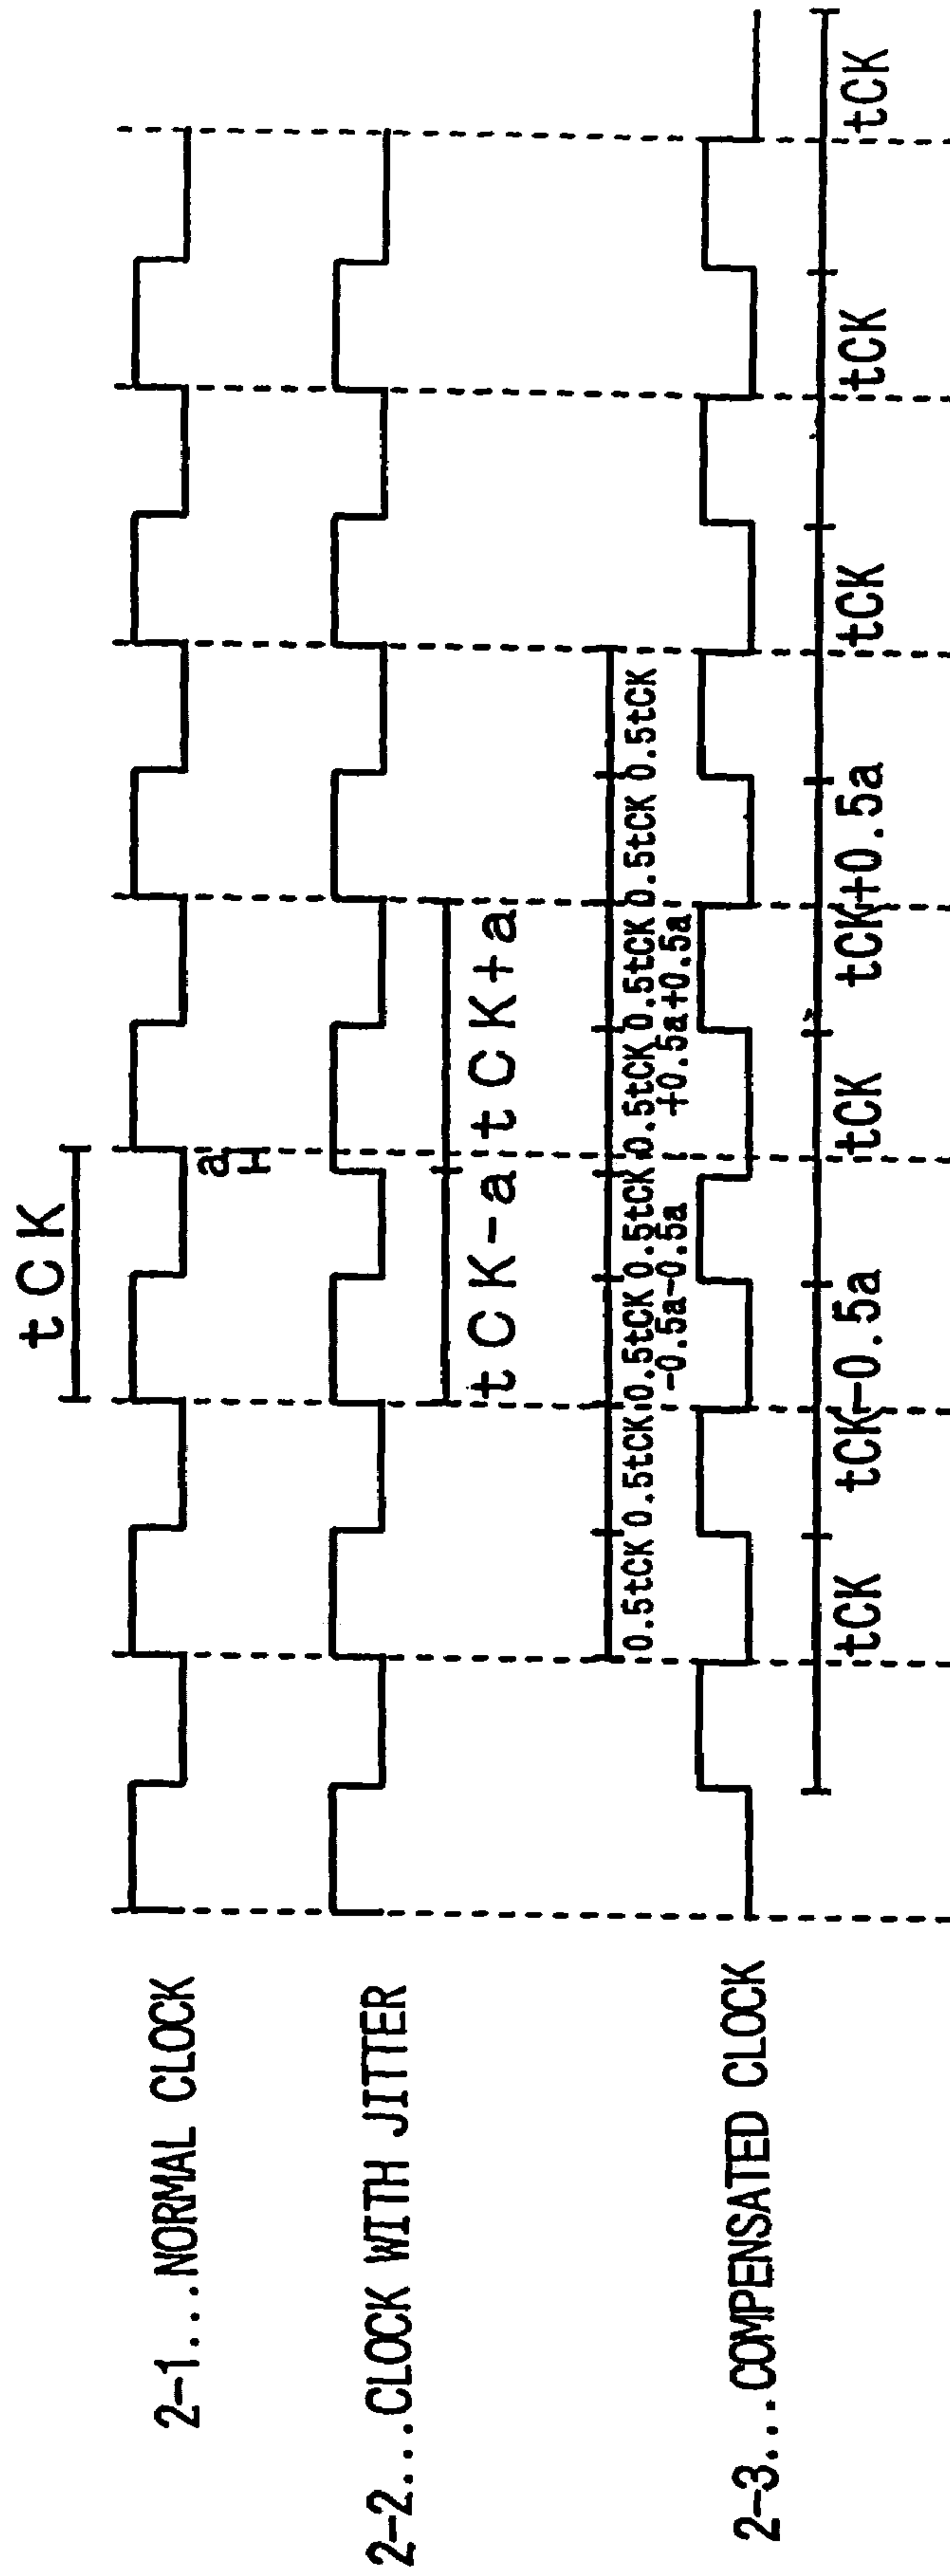 tCK
2-1...NORMAL CLOCK
a
2-2...CLOCK WITH JITTER
tCK-a tCK+a
0.5tCK 0.5tCK 0.5tCK 0.5tCK 0.5tCK 0.5tCK 0.5tCK 0.5tCK
-0.5a -0.5a +0.5a +0.5a
2-3...COMPENSATED CLOCK
tCK tCK-0.5a tCK tCK+0.5a tCK tCK tCK